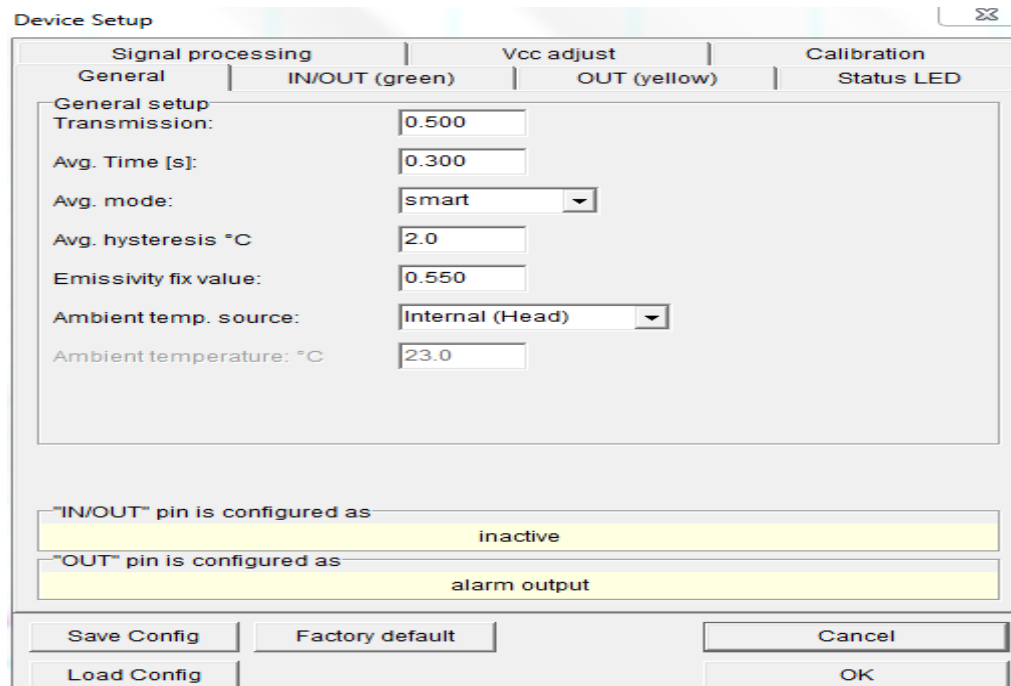 Device Setup
Signal processing Vcc adjust Calibration
General IN/OUT (green) OUT (yellow) Status LED
General setup
Transmission: 0.500
Avg. Time [s]: 0.300
Avg. mode: smart
Avg. hysteresis °C 2.0
Emissivity fix value: 0.550
Ambient temp. source: Internal (Head)
Ambient temperature: °C 23.0
"IN/OUT" pin is configured as
inactive
"OUT" pin is configured as
alarm output
Save Config Factory default Cancel
Load Config OK